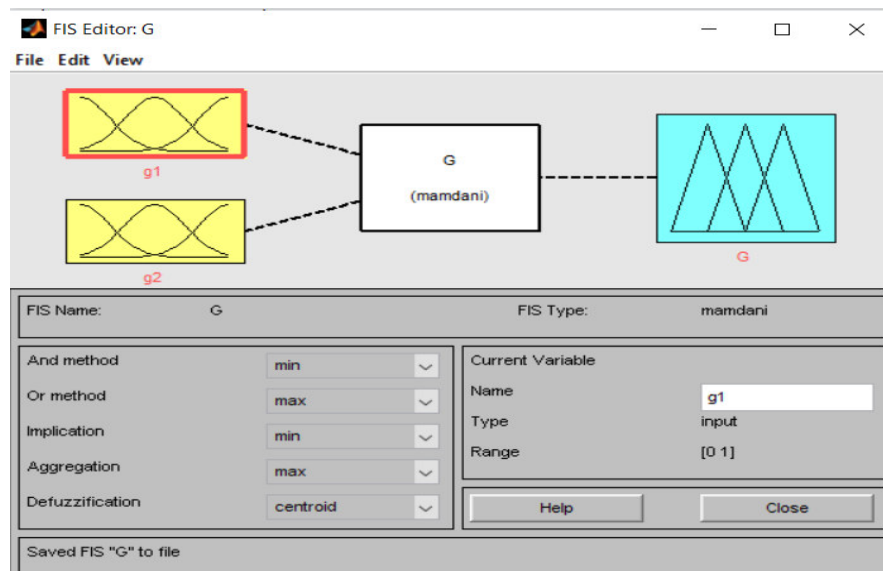 FIS Editor: G
File Edit View
g1
g2
G
(mamdani)
G
FIS Name: G FIS Type: mamdani
And method min
Or method max
Implication min
Aggregation max
Defuzzification centroid
Current Variable
Name g1
Type input
Range [0 1]
Help Close
Saved FIS "G" to file